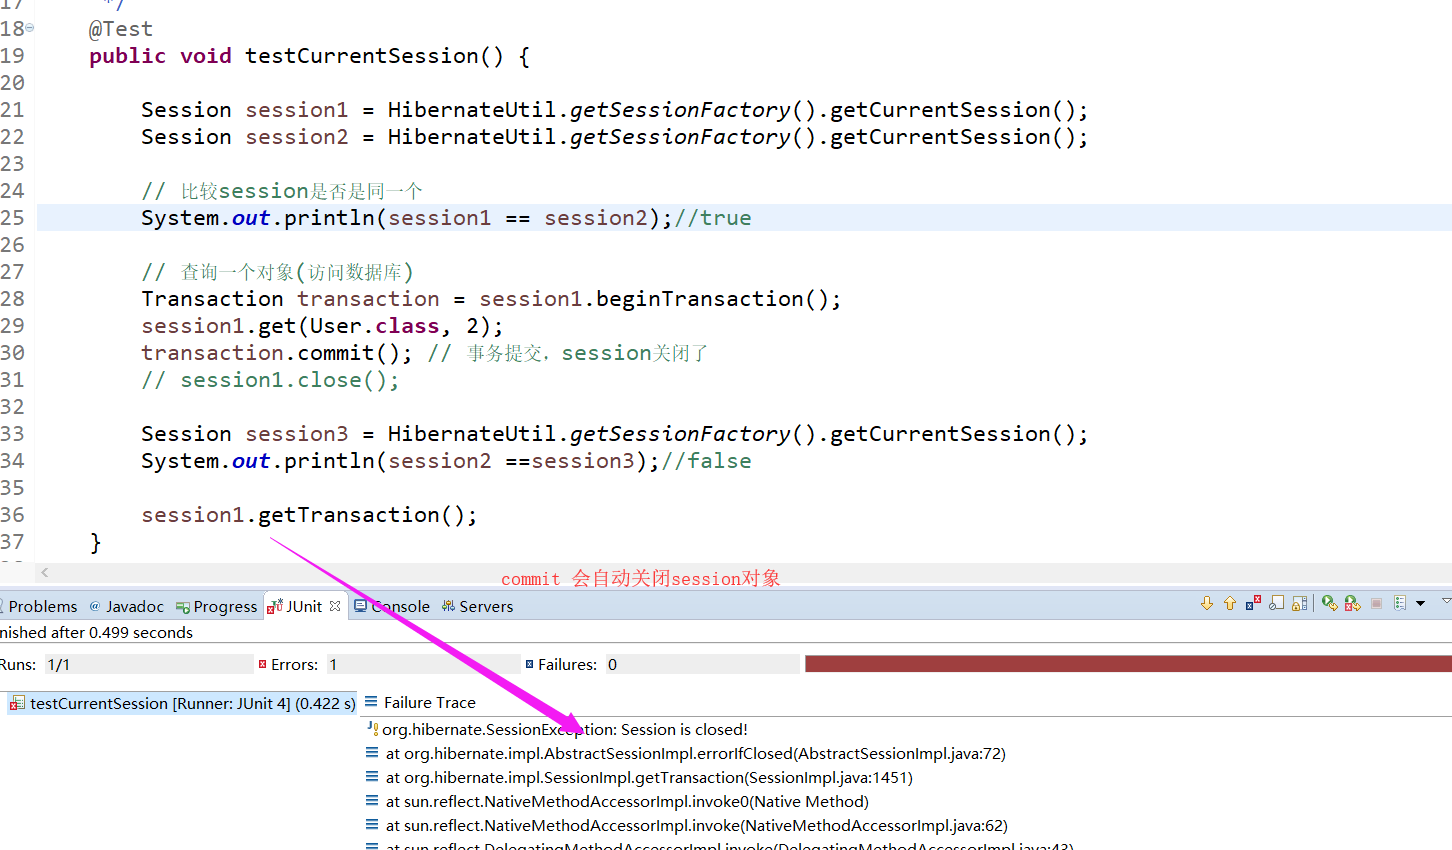 17 */
18 @Test
19 public void testCurrentSession() {
20
21 Session session1 = HibernateUtil.getSessionFactory().getCurrentSession();
22 Session session2 = HibernateUtil.getSessionFactory().getCurrentSession();
23
24 // 比较session是否是同一个
25 System.out.println(session1 == session2);//true
26
27 // 查询一个对象(访问数据库)
28 Transaction transaction = session1.beginTransaction();
29 session1.get(User.class, 2);
30 transaction.commit(); // 事务提交，session关闭了
31 // session1.close();
32
33 Session session3 = HibernateUtil.getSessionFactory().getCurrentSession();
34 System.out.println(session2 ==session3);//false
35
36 session1.getTransaction();
37 }
commit 会自动关闭session对象
Problems @ Javadoc Progress JUnit Console Servers
nished after 0.499 seconds
Runs: 1/1 Errors: 1 Failures: 0
testCurrentSession [Runner: JUnit 4] (0.422 s)
Failure Trace
org.hibernate.SessionException: Session is closed!
at org.hibernate.impl.AbstractSessionImpl.errorIfClosed(AbstractSessionImpl.java:72)
at org.hibernate.impl.SessionImpl.getTransaction(SessionImpl.java:1451)
at sun.reflect.NativeMethodAccessorImpl.invoke0(Native Method)
at sun.reflect.NativeMethodAccessorImpl.invoke(NativeMethodAccessorImpl.java:62)
at sun.reflect.DelegatingMethodAccessorImpl.invoke(DelegatingMethodAccessorImpl.java:43)